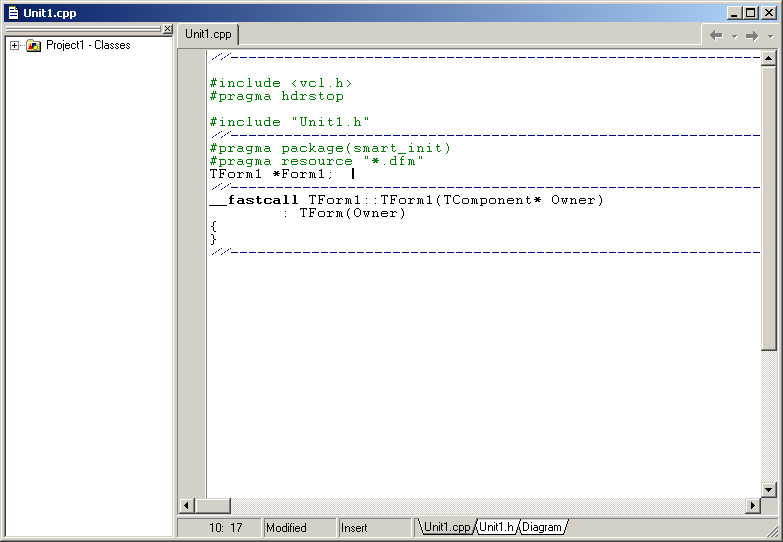 Unit1.cpp
Project1 - Classes
Unit1.cpp
//---------------------------------------------------------------------------
#include <vcl.h>
#pragma hdrstop
#include "Unit1.h"
//---------------------------------------------------------------------------
#pragma package(smart_init)
#pragma resource "*.dfm"
TForm1 *Form1;
//---------------------------------------------------------------------------
__fastcall TForm1::TForm1(TComponent* Owner)
: TForm(Owner)
{
}
//---------------------------------------------------------------------------
10: 17 Modified Insert Unit1.cpp Unit1.h Diagram